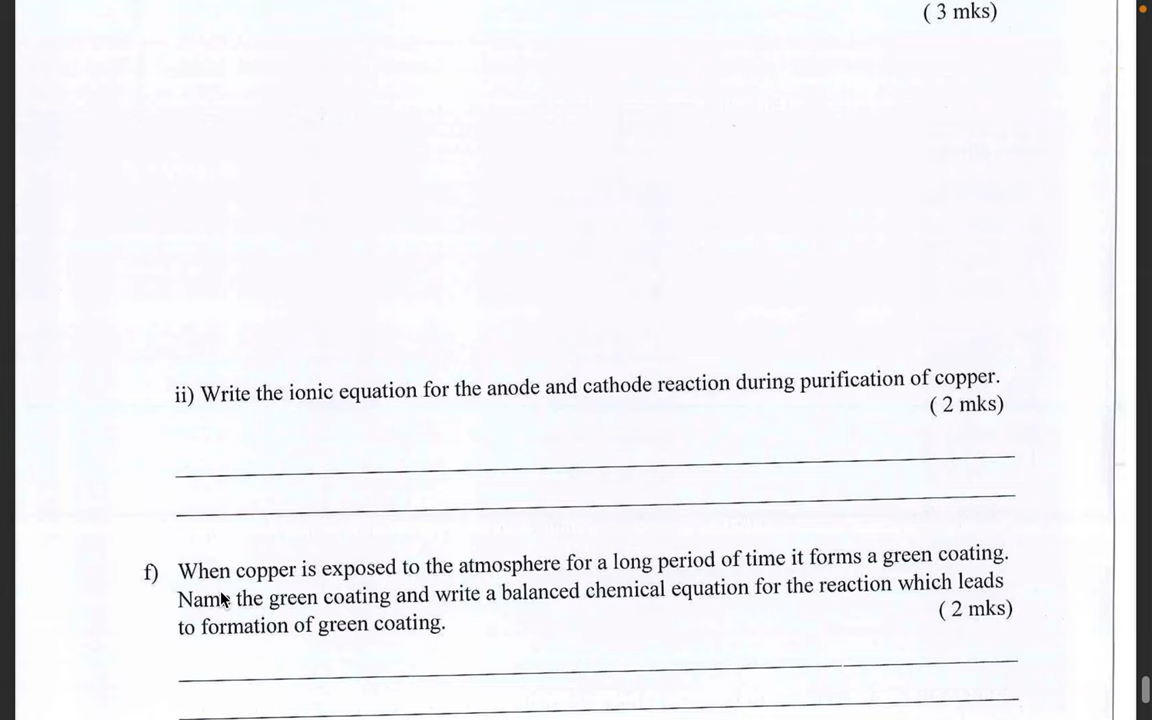 ( 3 mks)
ii) Write the ionic equation for the anode and cathode reaction during purification of copper.
( 2 mks)
f) When copper is exposed to the atmosphere for a long period of time it forms a green coating.
Name the green coating and write a balanced chemical equation for the reaction which leads
to formation of green coating.
( 2 mks)